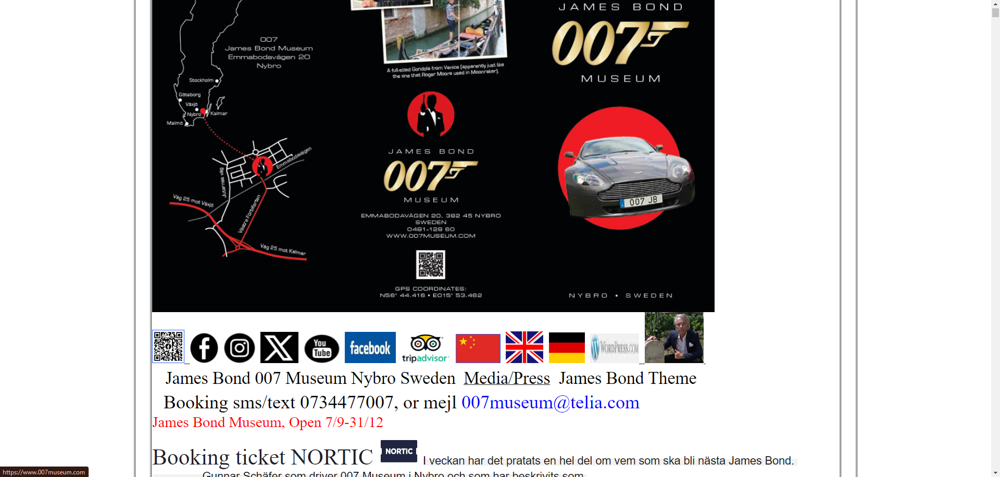 007
James Bond Museum
Emmabodavägen 20
Nybro
Stockholm
Göteborg
Växjö
Nybro
Kalmar
Malmö
Emmabodavägen
Jutarnas väg
Väg 25 mot Växjö
Västra Förbifarten
Väg 25 mot Kalmar
A full-sized Gondola from Venice (apparently just like
the one that Roger Moore used in Moonraker).
JAMES BOND
007
MUSEUM
EMMABODAVÄGEN 20, 382 45 NYBRO
SWEDEN
0481-129 60
WWW.007MUSEUM.COM
GPS COORDINATES:
N56° 44.416 • E015° 53.462
JAMES BOND
007
MUSEUM
007 JB
NYBRO • SWEDEN
You
Tube
facebook
tripadvisor
WORDPRESS.COM
James Bond 007 Museum Nybro Sweden Media/Press James Bond Theme
Booking sms/text 0734477007, or mejl 007museum@telia.com
James Bond Museum, Open 7/9-31/12
Booking ticket NORTIC NORTIC I veckan har det pratats en hel del om vem som ska bli nästa James Bond.
Gunnar Schäfer som driver 007 Museum i Nybro och som har beskrivits som
https://www.007museum.com